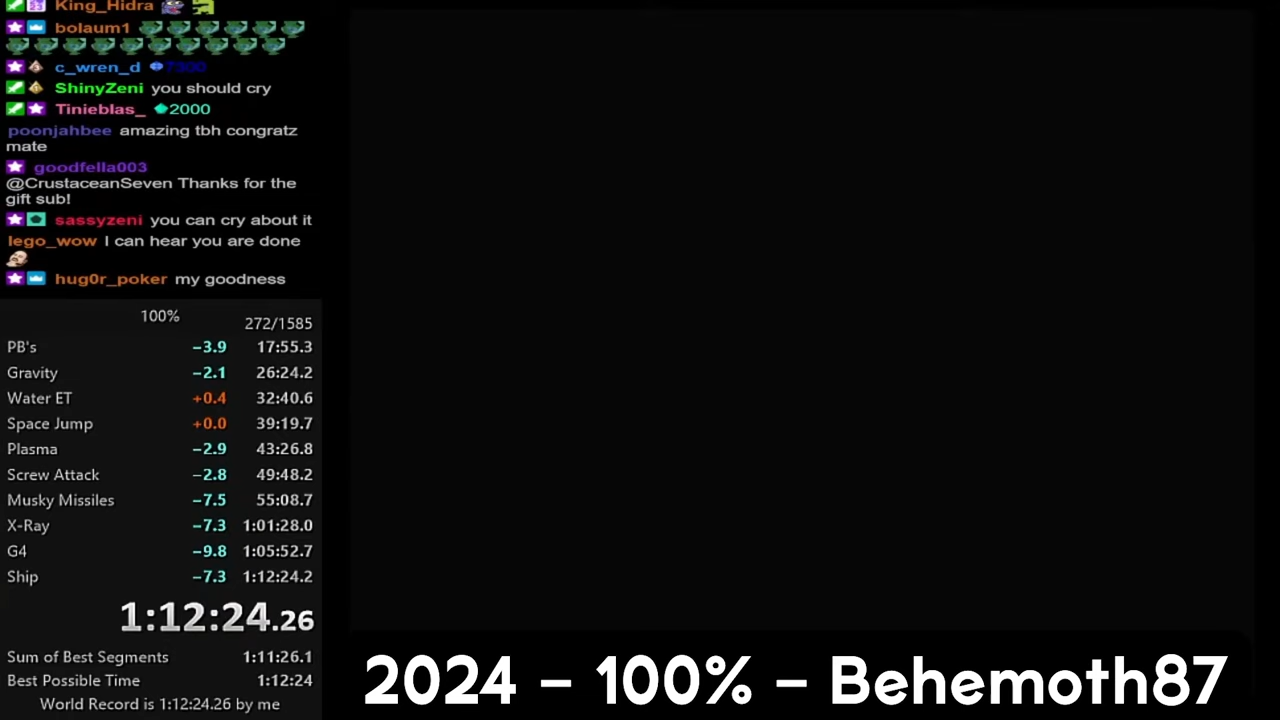 King_Hidra
bolaum1
c_wren_d 7300
ShinyZeni you should cry
Tinieblas_ 2000
poonjahbee amazing tbh congratz
mate
goodfella003
@CrustaceanSeven Thanks for the
gift sub!
sassyzeni you can cry about it
lego_wow I can hear you are done
hug0r_poker my goodness
100%
272/1585
PB's -3.9 17:55.3
Gravity -2.1 26:24.2
Water ET +0.4 32:40.6
Space Jump +0.0 39:19.7
Plasma -2.9 43:26.8
Screw Attack -2.8 49:48.2
Musky Missiles -7.5 55:08.7
X-Ray -7.3 1:01:28.0
G4 -9.8 1:05:52.7
Ship -7.3 1:12:24.2
1:12:24.26
Sum of Best Segments 1:11:26.1
Best Possible Time 1:12:24
World Record is 1:12:24.26 by me
2024 - 100% - Behemoth87